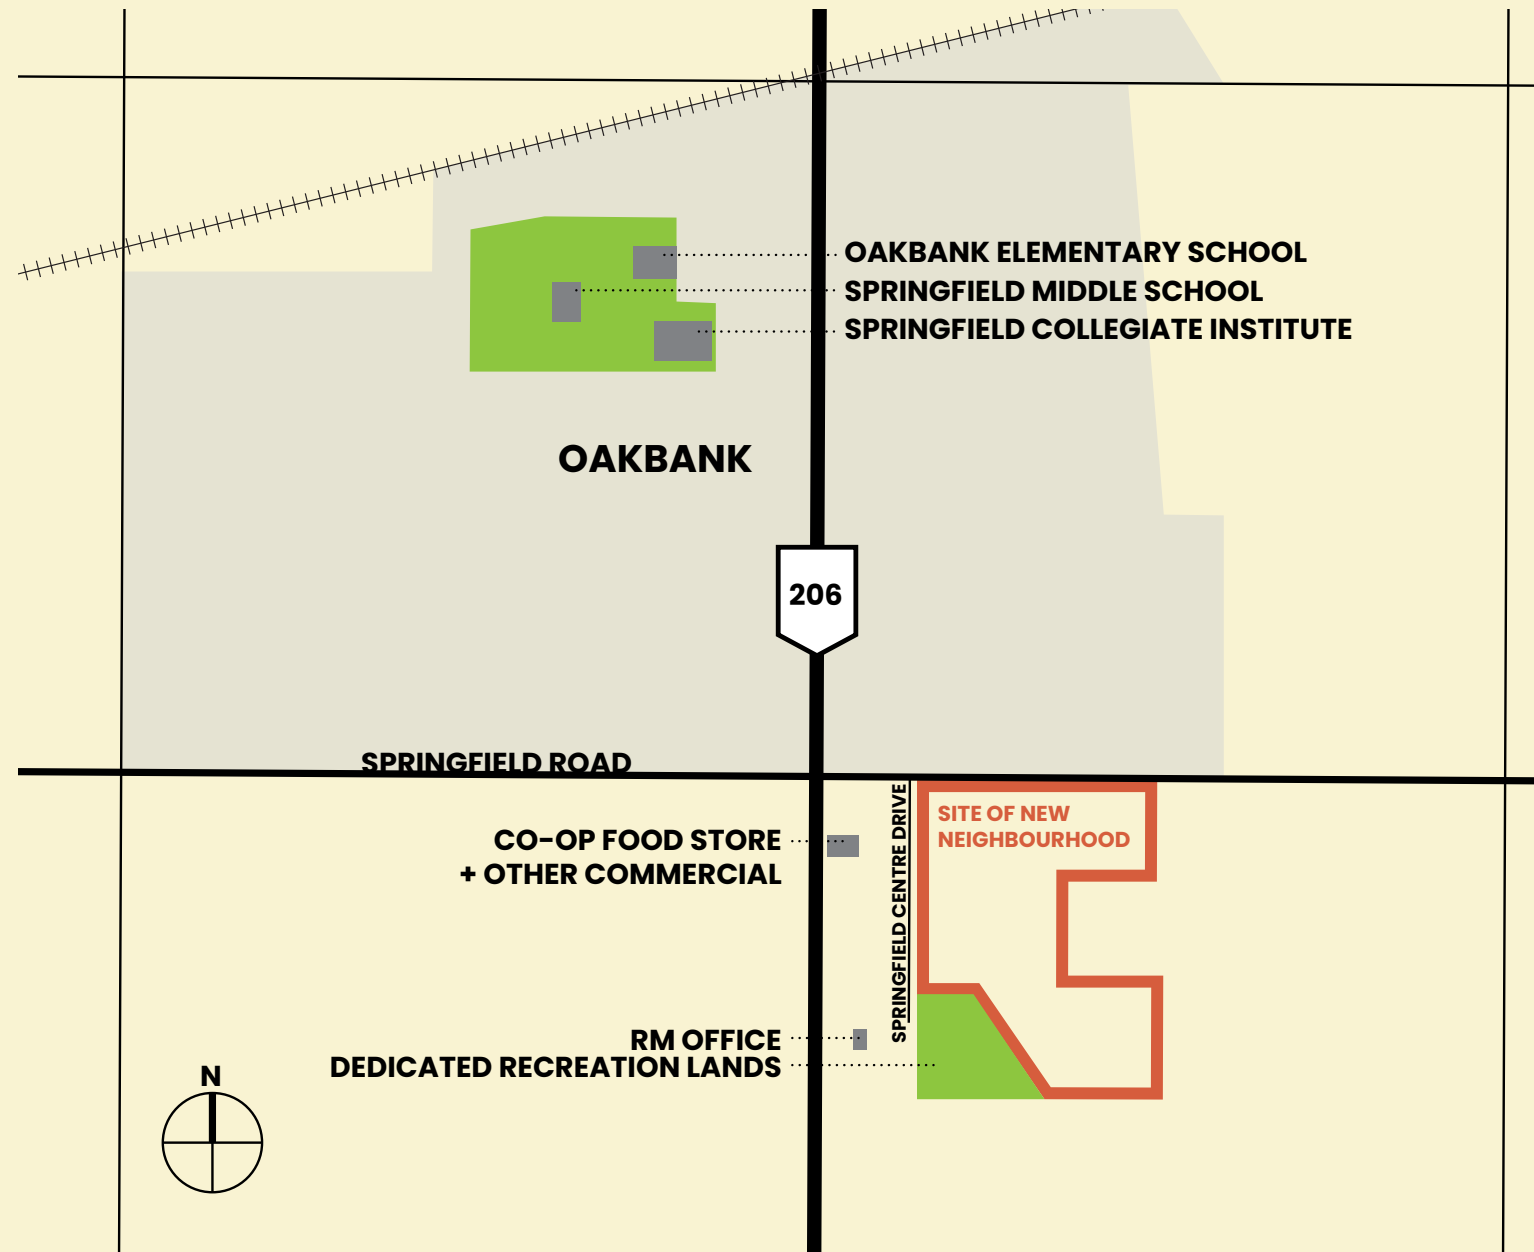 OAKBANK ELEMENTARY SCHOOL
SPRINGFIELD MIDDLE SCHOOL
SPRINGFIELD COLLEGIATE INSTITUTE
OAKBANK
206
SPRINGFIELD ROAD
SPRINGFIELD CENTRE DRIVE
SITE OF NEW
NEIGHBOURHOOD
CO-OP FOOD STORE
+ OTHER COMMERCIAL
RM OFFICE
DEDICATED RECREATION LANDS
N